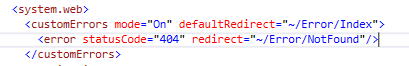 <system.web>
<customErrors mode="On" defaultRedirect="~/Error/Index">
<error statusCode="404" redirect="~/Error/NotFound"/>
</customErrors>